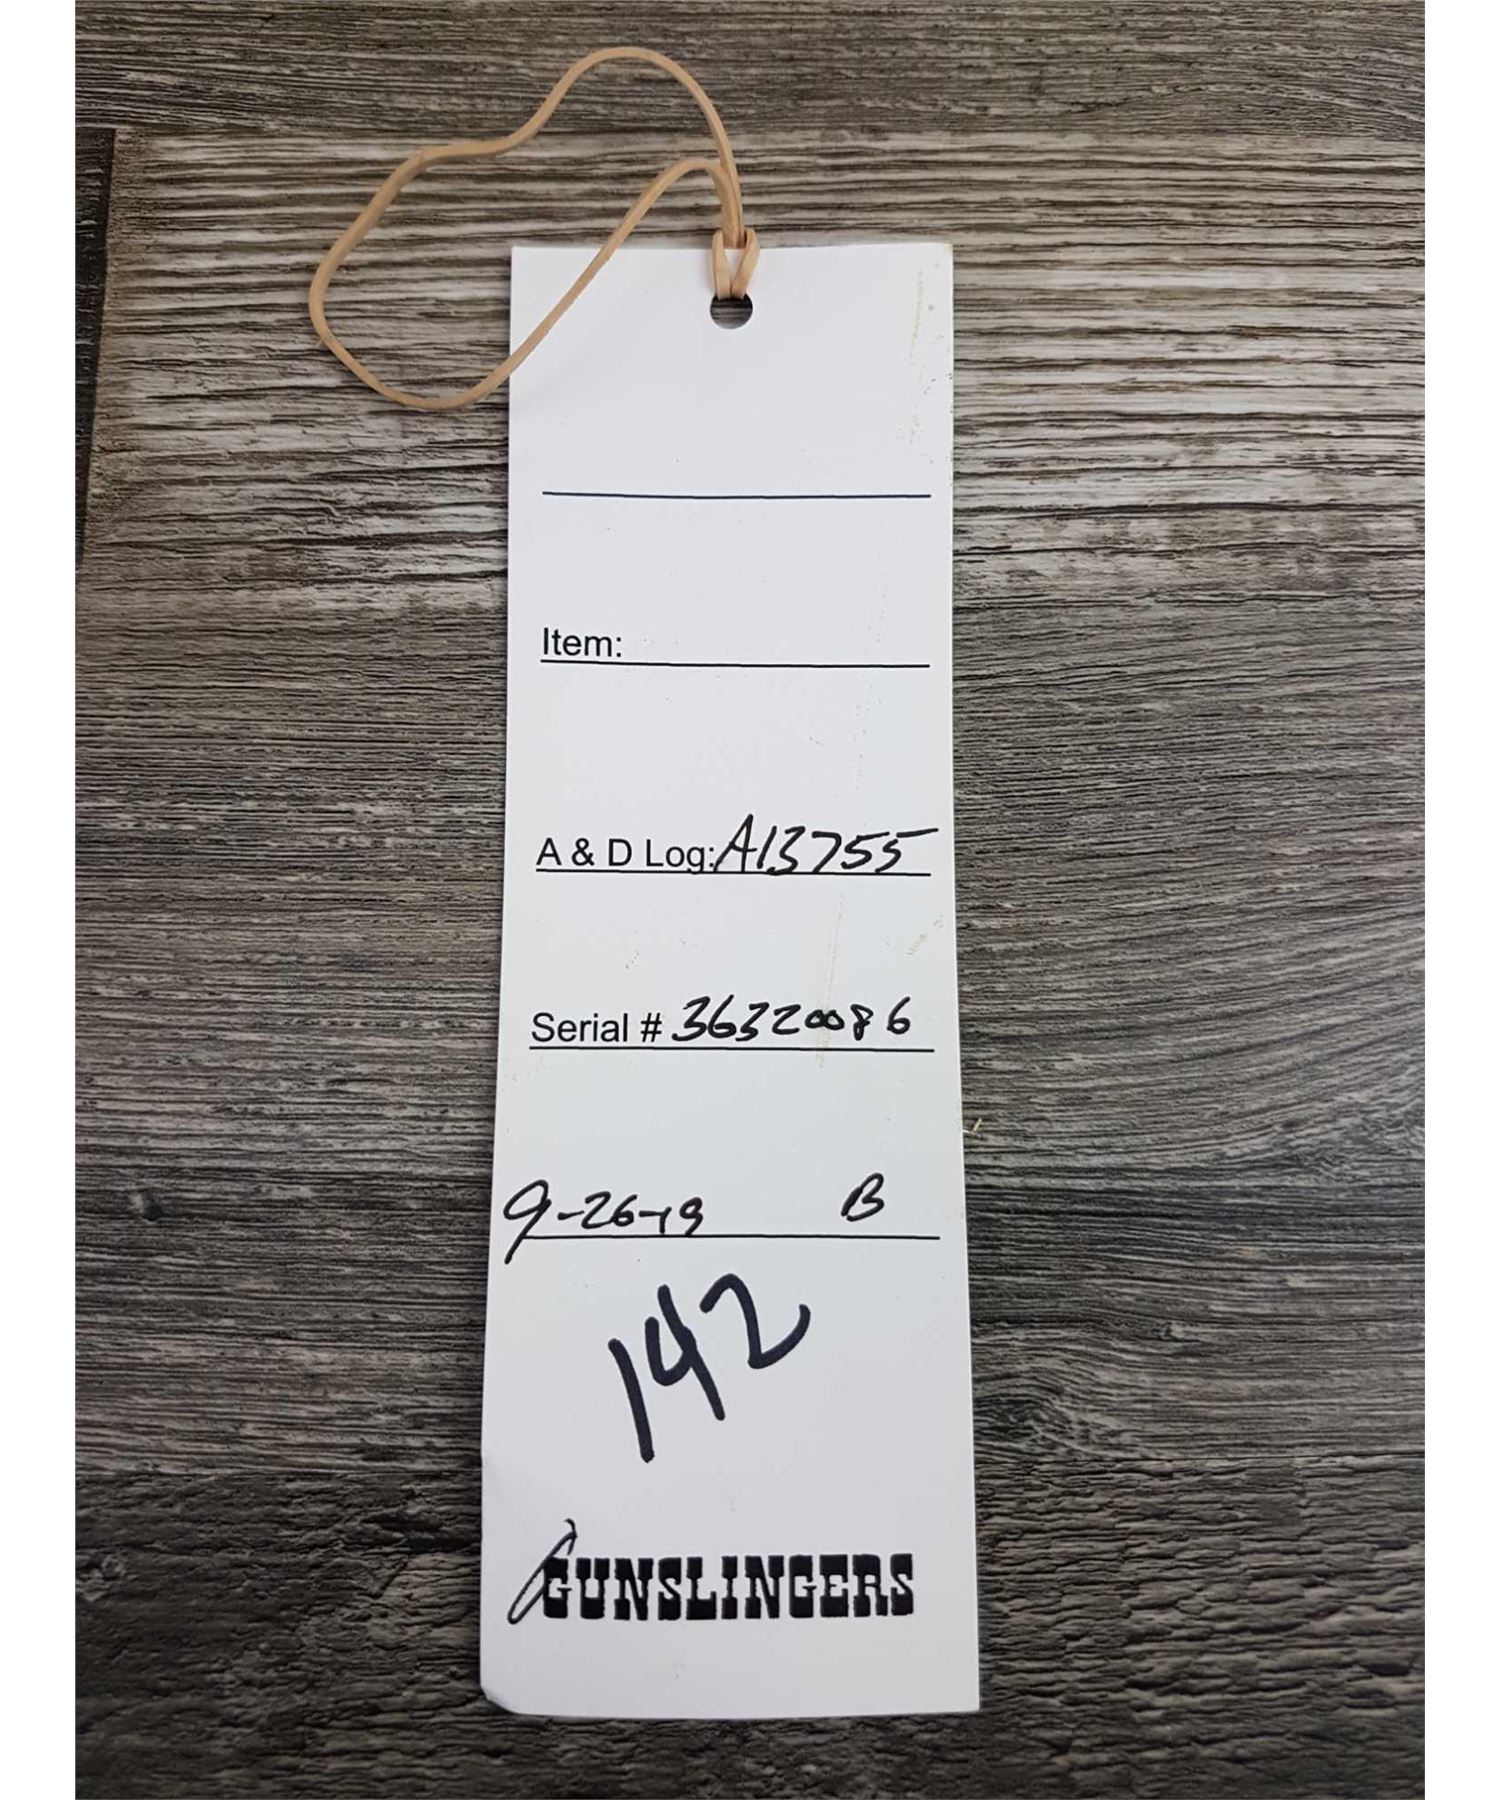 Item:
A & D Log: A13755
Serial # 36320086
9-26-19 B
142
GUNSLINGERS